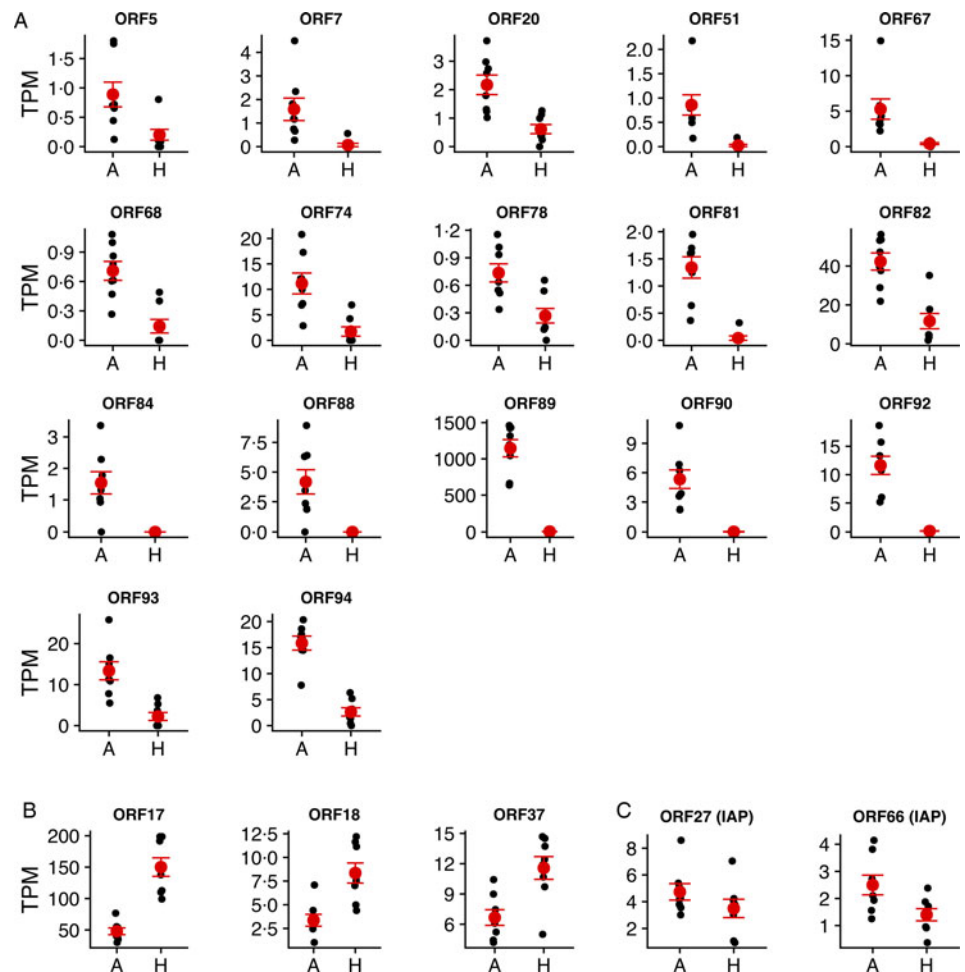 A
ORF5 ORF7 ORF20 ORF51 ORF67
TPM
1·5 1·0 0·5 0·0
4 3 2 1 0
3 2 1 0
2.0 1.5 1.0 0.5 0.0
15 10 5 0
A H A H A H A H A H
ORF68 ORF74 ORF78 ORF81 ORF82
TPM
0·9 0·6 0·3 0·0
20 15 10 5 0
1·2 0·9 0·6 0·3 0·0
2·0 1·5 1·0 0·5 0·0
40 20 0
A H A H A H A H A H
ORF84 ORF88 ORF89 ORF90 ORF92
TPM
3 2 1 0
7·5 5·0 2·5 0·0
1500 1000 500 0
9 6 3 0
15 10 5 0
A H A H A H A H A H
ORF93 ORF94
TPM
20 10 0
20 15 10 5 0
A H A H
B C
ORF17 ORF18 ORF37 ORF27 (IAP) ORF66 (IAP)
TPM
200 150 100 50
12·5 10·0 7·5 5·0 2·5
15 12 9 6
8 6 4 2
4 3 2 1
A H A H A H A H A H